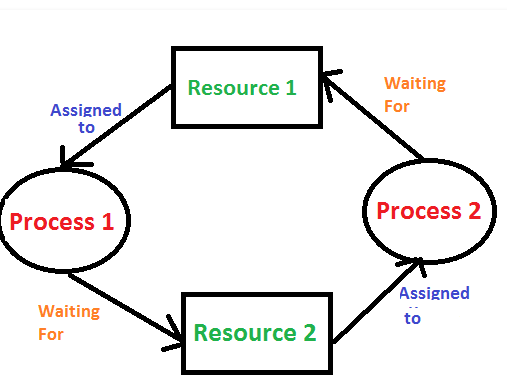 Resource 1
Assigned
to
Waiting
For
Process 1
Process 2
Waiting
For
Resource 2
Assigned
to